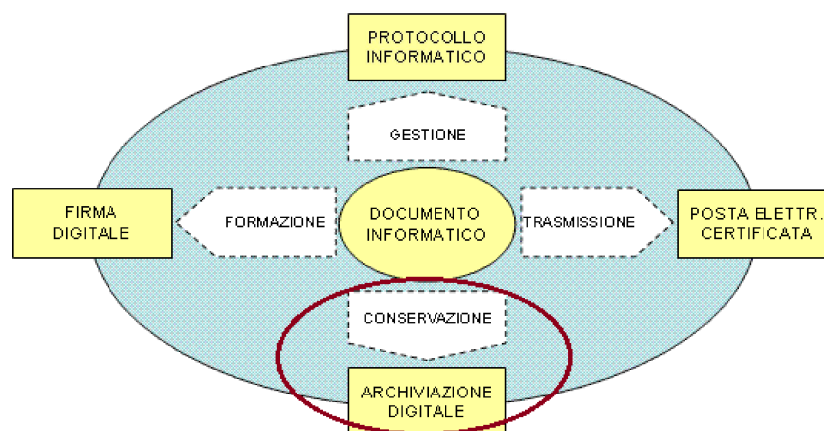 PROTOCOLLO
INFORMATICO
GESTIONE
FIRMA
DIGITALE
FORMAZIONE
DOCUMENTO
INFORMATICO
TRASMISSIONE
POSTA ELETTR.
CERTIFICATA
CONSERVAZIONE
ARCHIVIAZIONE
DIGITALE